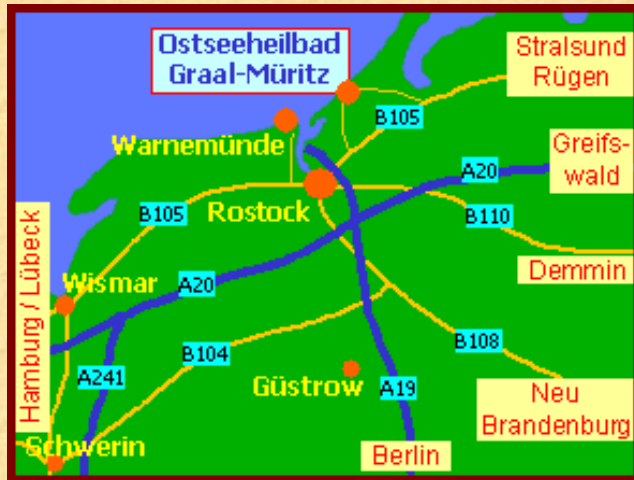 Ostseeheilbad
Graal-Müritz
Stralsund
Rügen
B105
Warnemünde
Greifs-
wald
A20
Rostock
B105
B110
Demmin
Hamburg / Lübeck
Wismar
A20
B104
B108
A241
Güstrow
A19
Neu
Brandenburg
Schwerin
Berlin